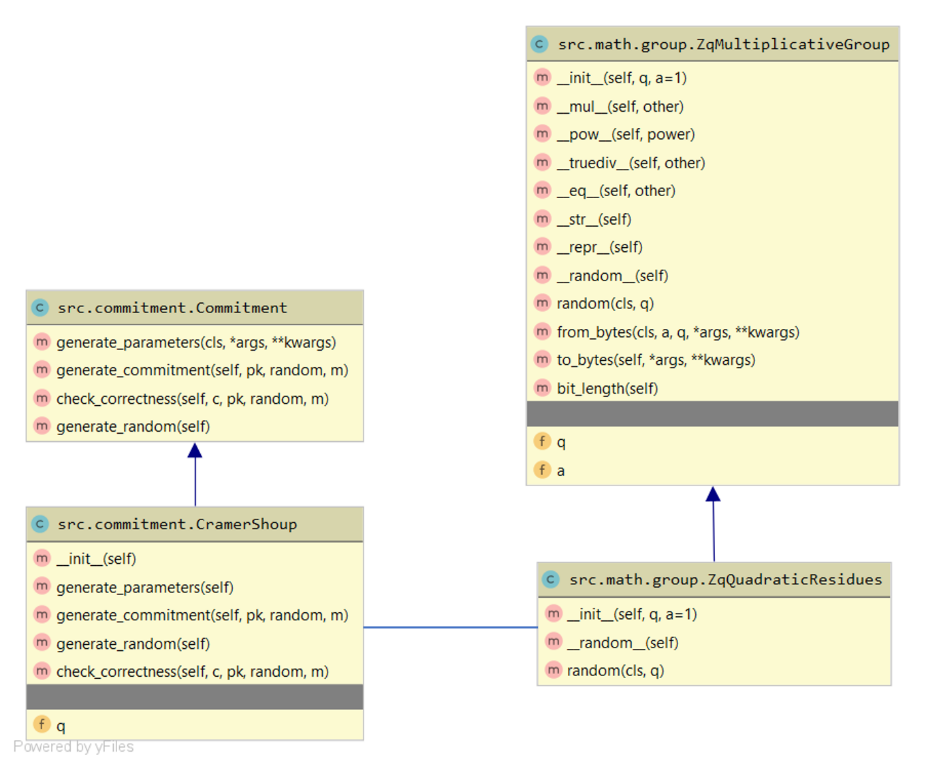 C src.math.group.ZqMultiplicativeGroup
m __init__(self, q, a=1)
m __mul__(self, other)
m __pow__(self, power)
m __truediv__(self, other)
m __eq__(self, other)
m __str__(self)
m __repr__(self)
m __random__(self)
m random(cls, q)
m from_bytes(cls, a, q, *args, **kwargs)
m to_bytes(self, *args, **kwargs)
m bit_length(self)
f q
f a
C src.commitment.Commitment
m generate_parameters(cls, *args, **kwargs)
m generate_commitment(self, pk, random, m)
m check_correctness(self, c, pk, random, m)
m generate_random(self)
C src.commitment.CramerShoup
m __init__(self)
m generate_parameters(self)
m generate_commitment(self, pk, random, m)
m generate_random(self)
m check_correctness(self, c, pk, random, m)
f q
C src.math.group.ZqQuadraticResidues
m __init__(self, q, a=1)
m __random__(self)
m random(cls, q)
Powered by yFiles